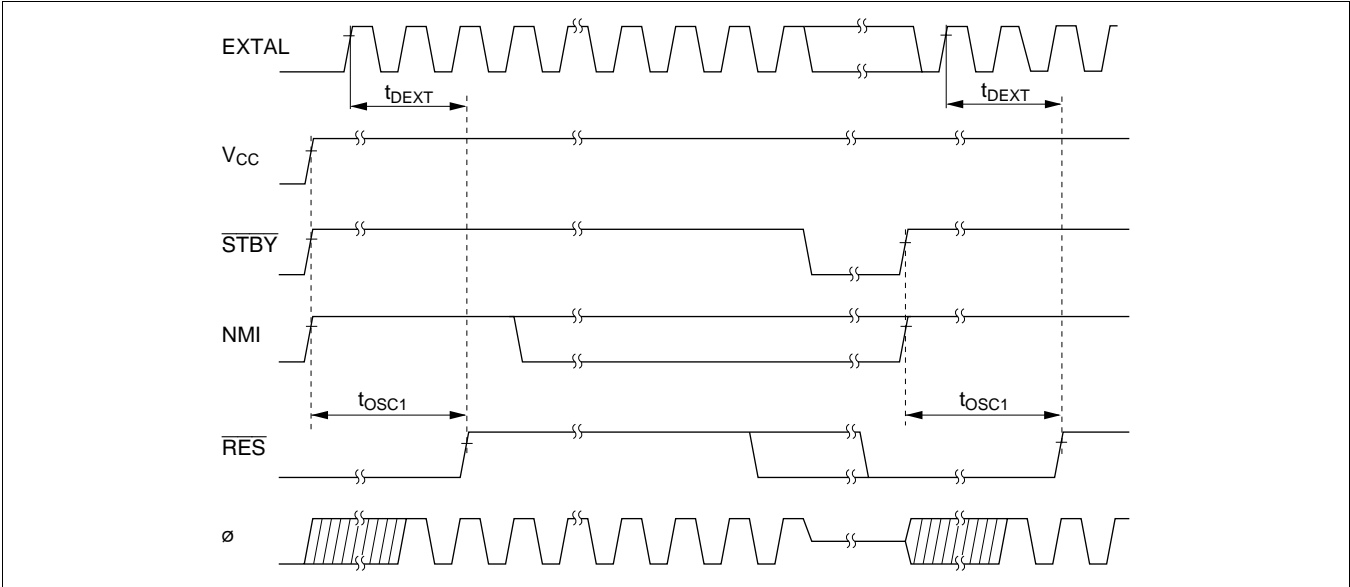 EXTAL
tDEXT
tDEXT
VCC
STBY
NMI
tOSC1
tOSC1
RES
ø